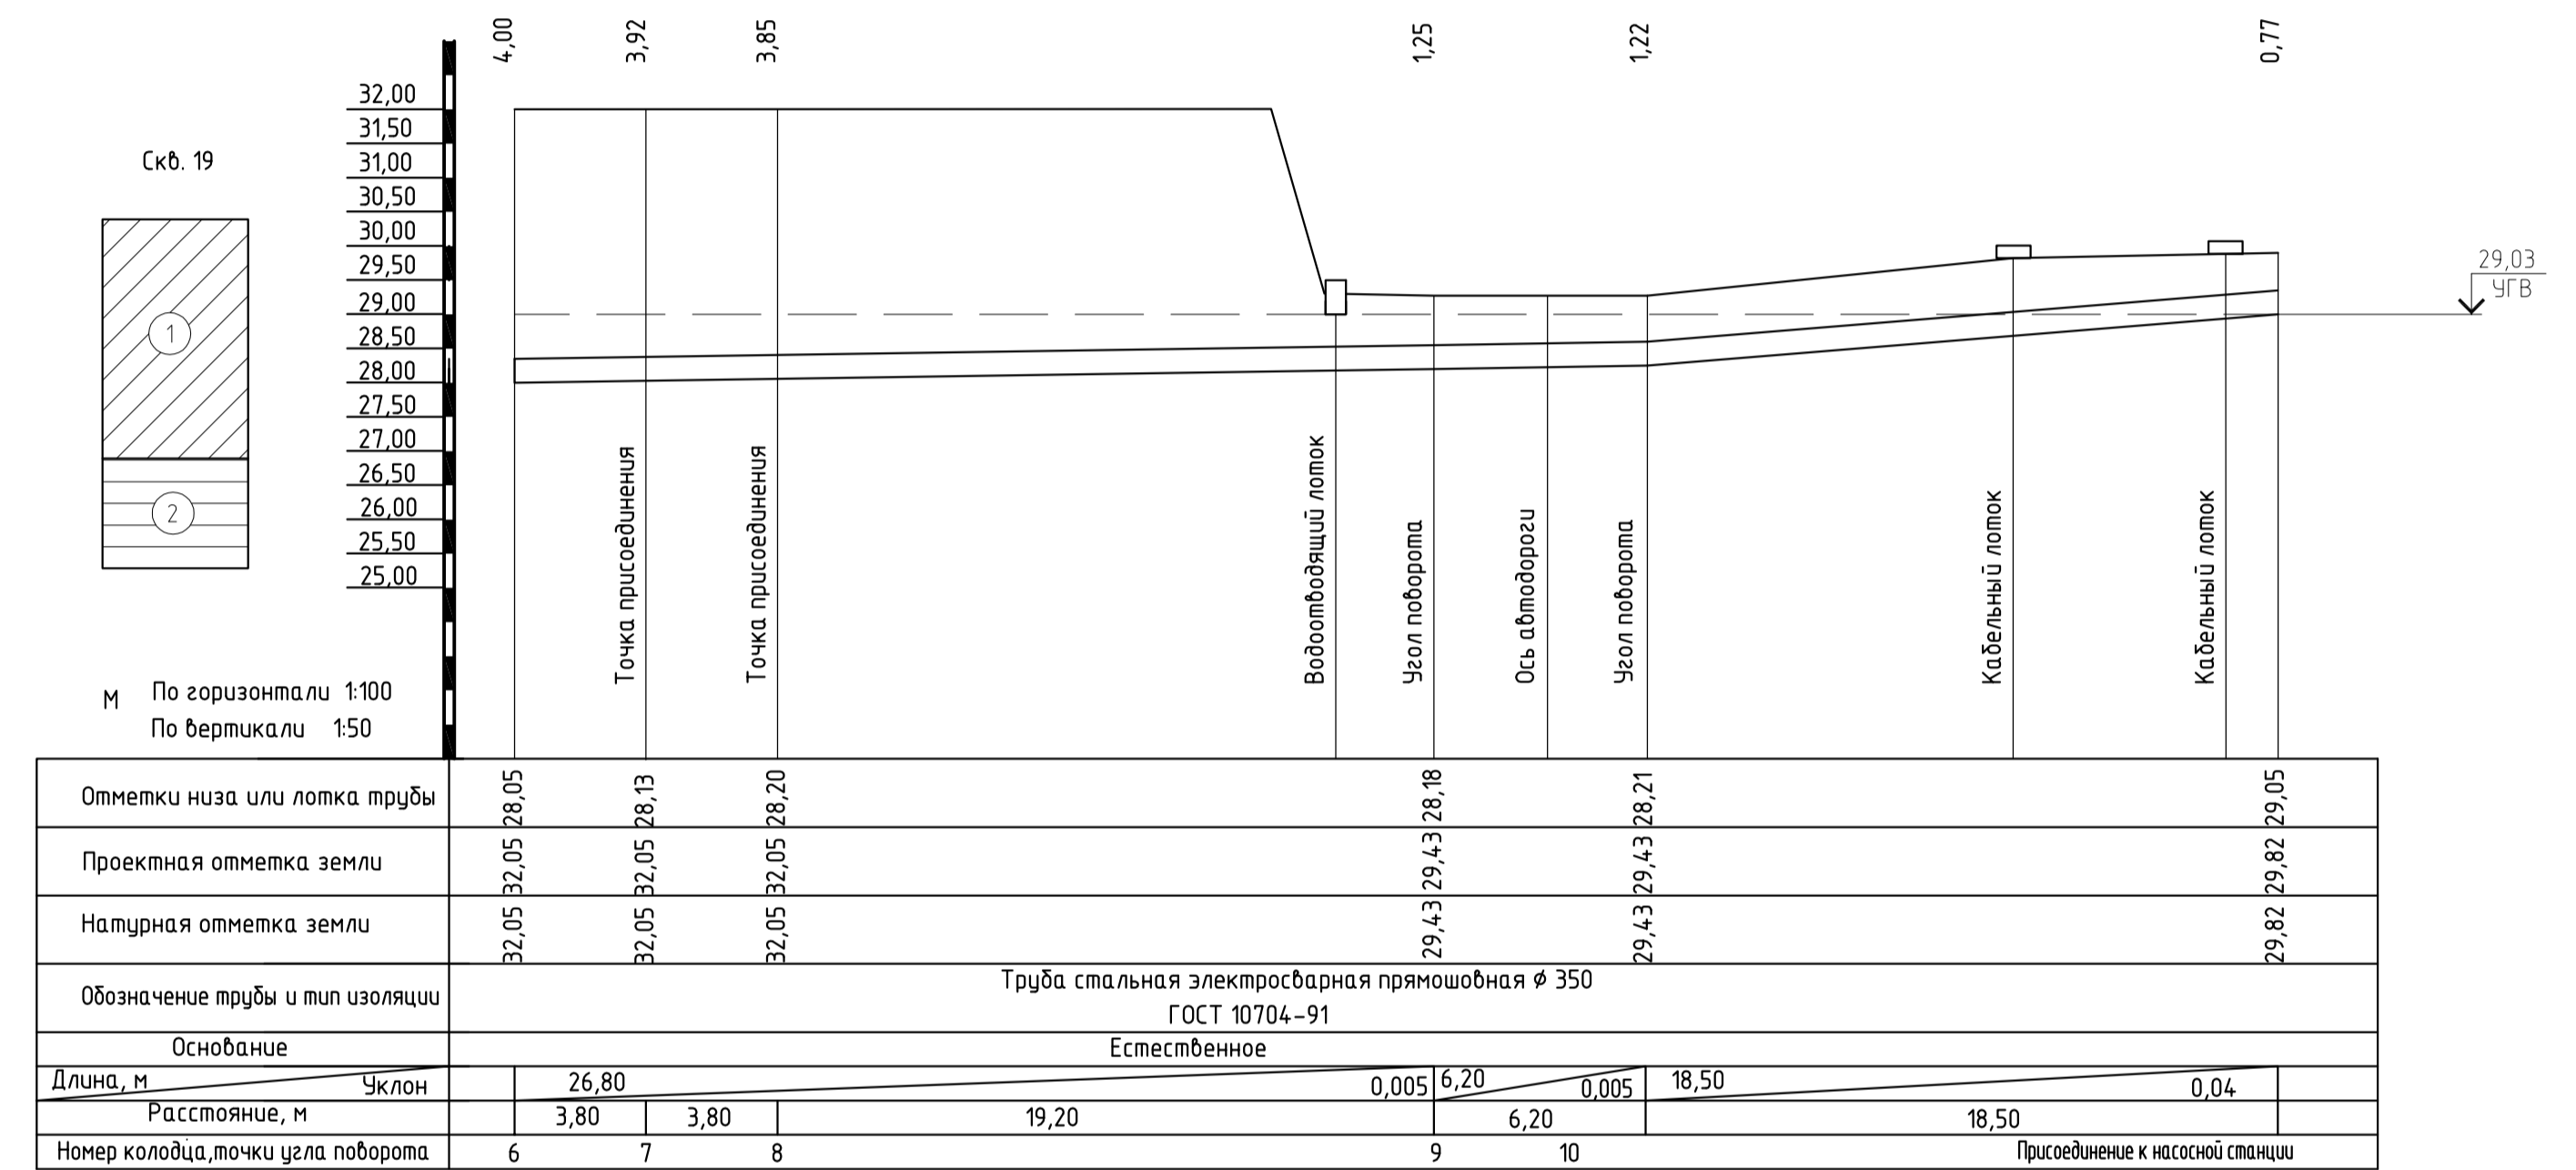 4,00 3,92 3,85 1,25 1,22 0,77
32,00
31,50
31,00
30,50
30,00
29,50
29,00
28,50
28,00
27,50
27,00
26,50
26,00
25,50
25,00
Скв. 19
1
2
29,03
УГВ
Точка присоединения
Точка присоединения
Водоотводящий лоток
Угол поворота
Ось автодороги
Угол поворота
Кабельный лоток
Кабельный лоток
М
По горизонтали 1:100
По вертикали 1:50
Отметки низа или лотка трубы 28,05 28,13 28,20 28,18 28,21 29,05
Проектная отметка земли 32,05 32,05 32,05 29,43 29,43 29,82
Натурная отметка земли 32,05 32,05 32,05 29,43 29,43 29,82
Обозначение трубы и тип изоляции
Труба стальная электросварная прямошовная ϕ 350
ГОСТ 10704-91
Основание Естественное
Длина, м Уклон 26,80 0,005 6,20 0,005 18,50 0,04
Расстояние, м 3,80 3,80 19,20 6,20 18,50
Номер колодца,точки угла поворота 6 7 8 9 10 Присоединение к насосной станции